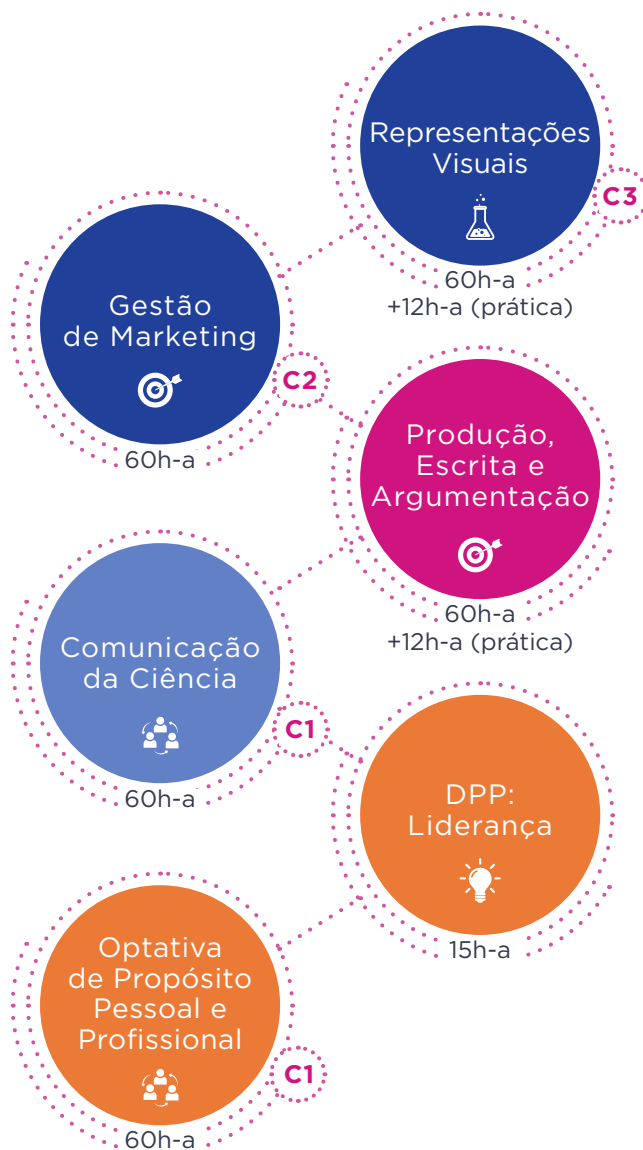 Representações
Visuais
C3
60h-a
+12h-a (prática)
Gestão
de Marketing
C2
60h-a
Produção,
Escrita e
Argumentação
60h-a
+12h-a (prática)
Comunicação
da Ciência
C1
60h-a
DPP:
Liderança
15h-a
Optativa
de Propósito
Pessoal e
Profissional
C1
60h-a